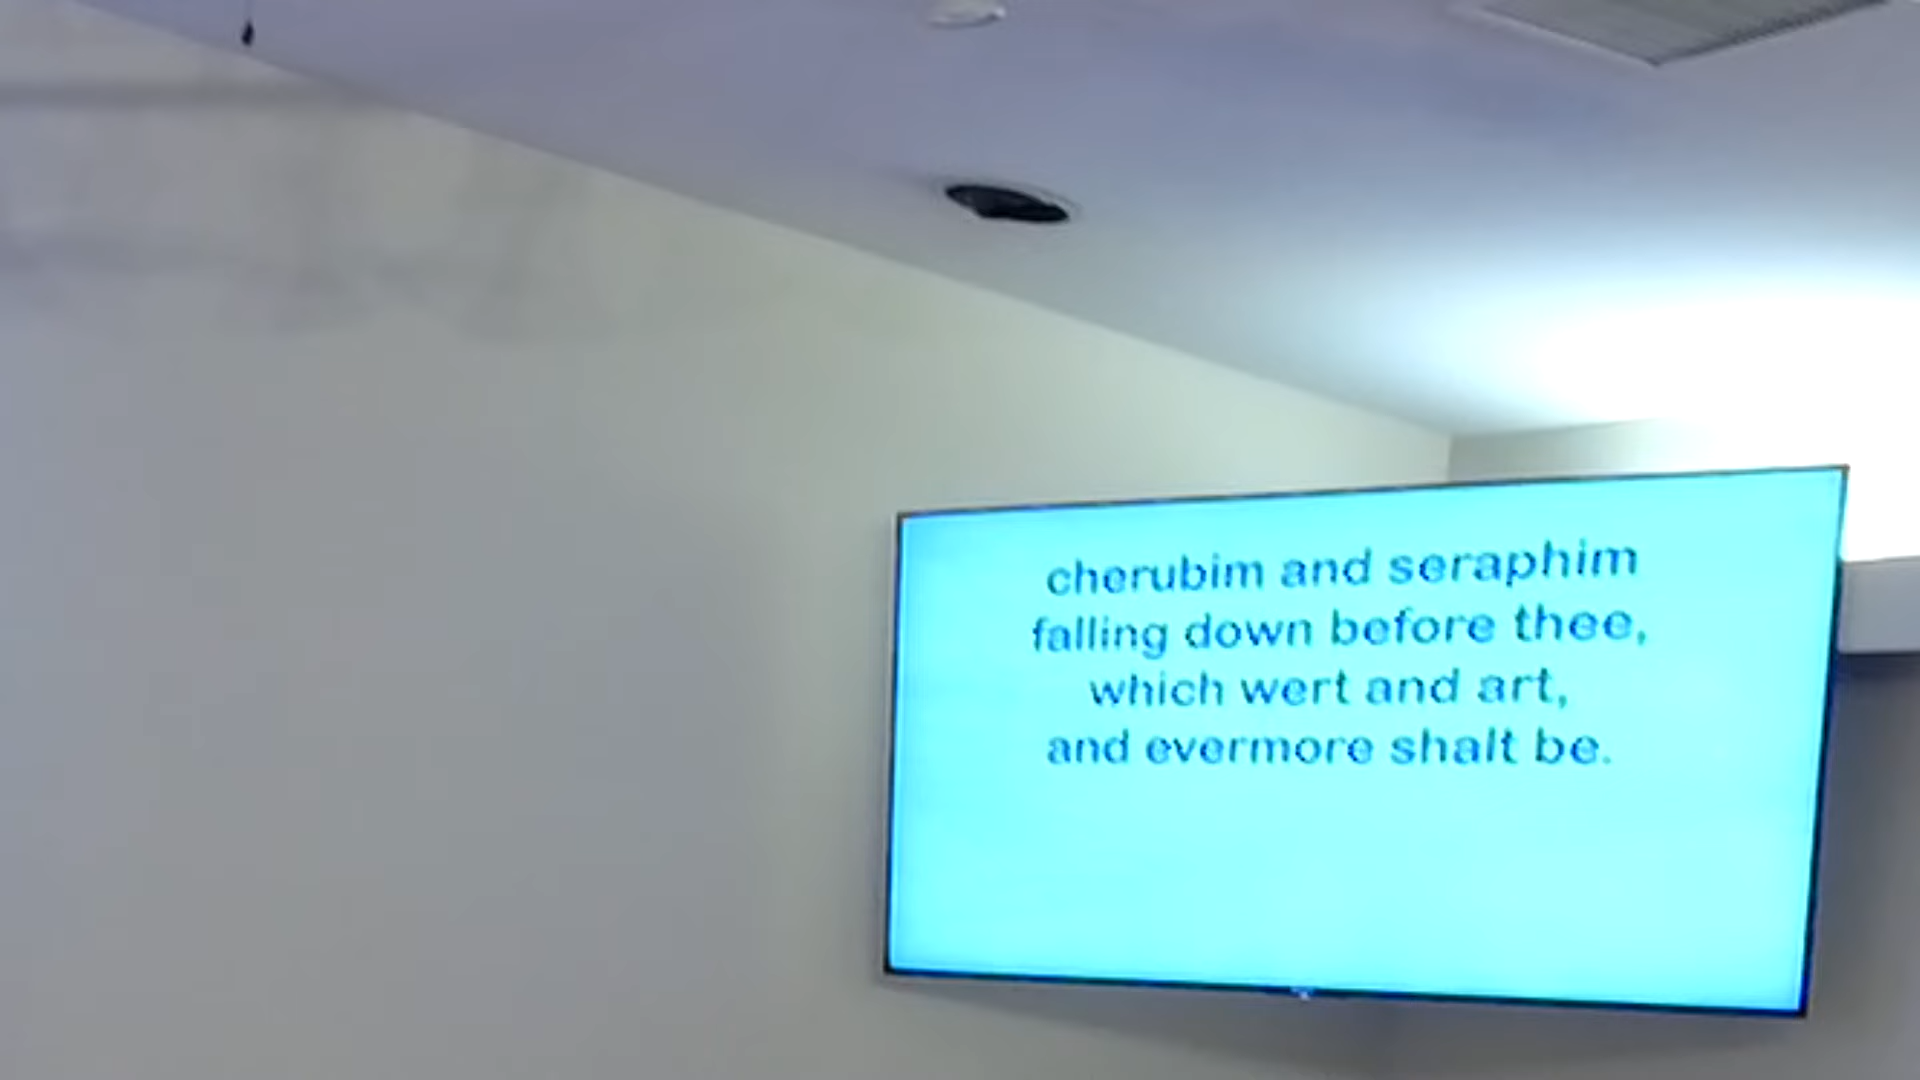 cherubim and seraphim
falling down before thee,
which wert and art,
and evermore shalt be.